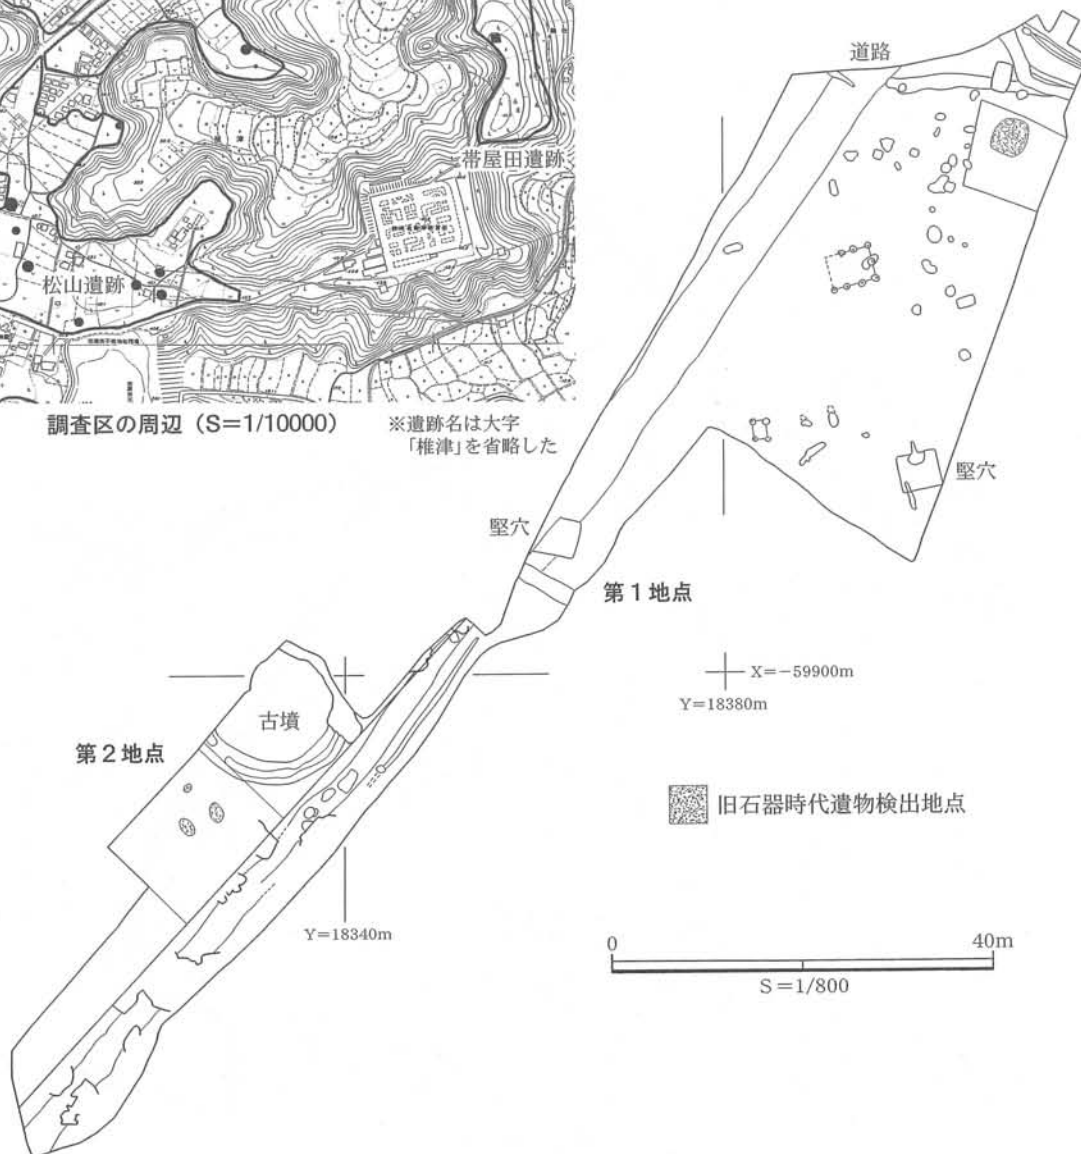 道路
帯屋田遺跡
松山遺跡
調査区の周辺（S=1/10000）
※遺跡名は大字
「椎津」を省略した
竪穴
竪穴
第1地点
X=-59900m
Y=18380m
古墳
第2地点
旧石器時代遺物検出地点
Y=18340m
0
40m
S=1/800